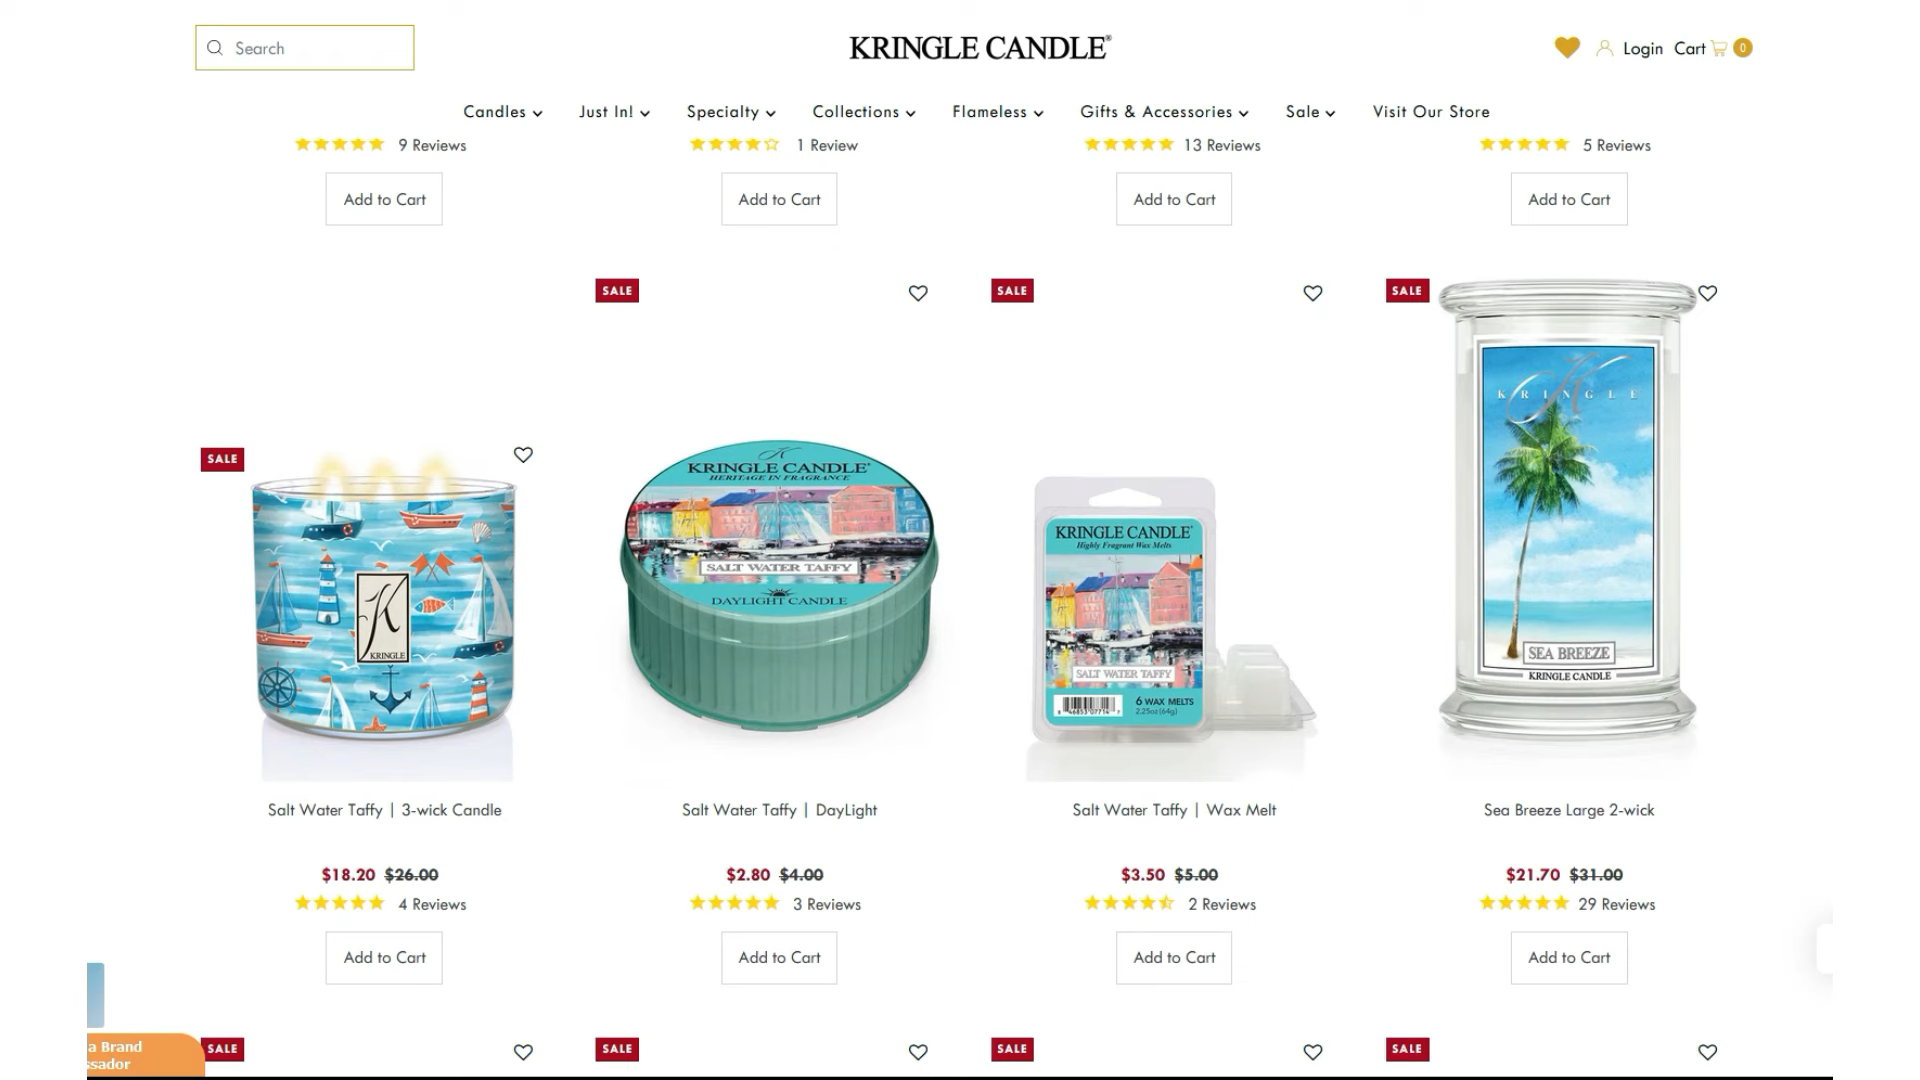 Search
KRINGLE CANDLE®
Login Cart 0
Candles Just In! Specialty Collections Flameless Gifts & Accessories Sale Visit Our Store
9 Reviews
1 Review
13 Reviews
5 Reviews
Add to Cart
Add to Cart
Add to Cart
Add to Cart
SALE
K
KRINGLE
Salt Water Taffy | 3-wick Candle
$18.20 $26.00
4 Reviews
Add to Cart
SALE
K
KRINGLE CANDLE®
HERITAGE IN FRAGRANCE
SALT WATER TAFFY
DAYLIGHT CANDLE
Salt Water Taffy | DayLight
$2.80 $4.00
3 Reviews
Add to Cart
SALE
KRINGLE CANDLE®
Highly Fragrant Wax Melts
SALT WATER TAFFY
6 WAX MELTS
2.25oz (64g)
Salt Water Taffy | Wax Melt
$3.50 $5.00
2 Reviews
Add to Cart
SALE
K
KRINGLE
SEA BREEZE
KRINGLE CANDLE
Sea Breeze Large 2-wick
$21.70 $31.00
29 Reviews
Add to Cart
a Brand
ssador
SALE
SALE
SALE
SALE